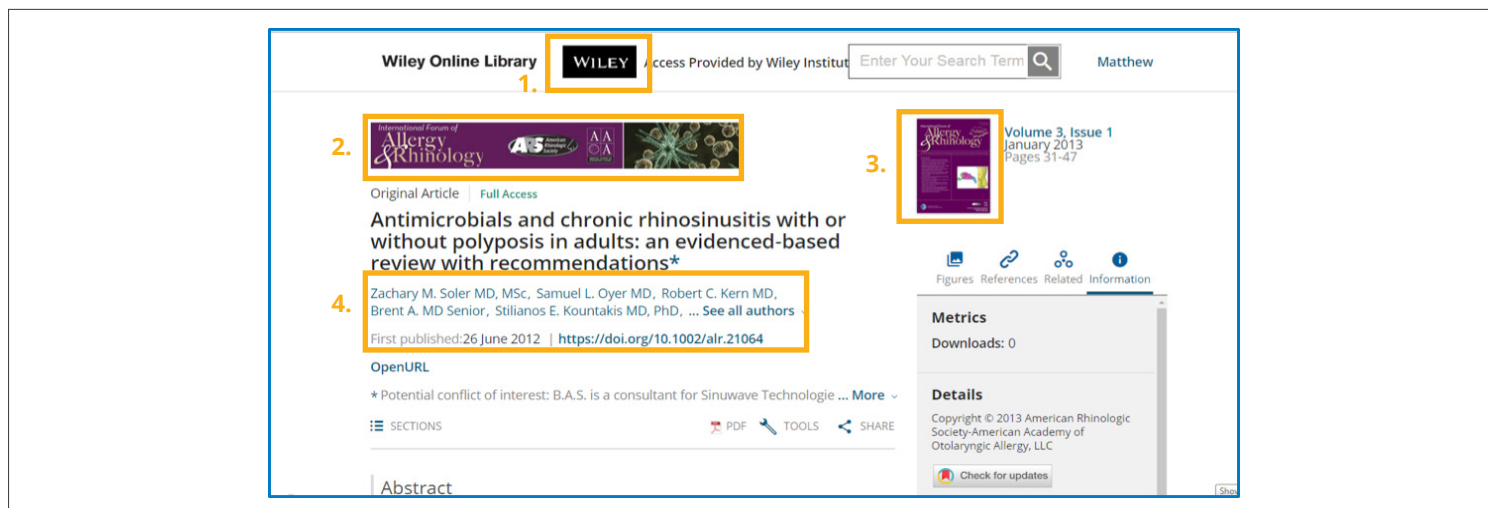 Wiley Online Library WILEY Access Provided by Wiley Institut Enter Your Search Term Matthew
1.
2.
International Forum of
Allergy
&Rhinology
ARS American Rhinologic Society
AAOA
3.
Allergy
&Rhinology
Volume 3, Issue 1
January 2013
Pages 31-47
Original Article Full Access
Antimicrobials and chronic rhinosinusitis with or
without polyposis in adults: an evidenced-based
review with recommendations*
4.
Zachary M. Soler MD, MSc, Samuel L. Oyer MD, Robert C. Kern MD,
Brent A. MD Senior, Stilianos E. Kountakis MD, PhD, ... See all authors
First published:26 June 2012 | https://doi.org/10.1002/alr.21064
OpenURL
* Potential conflict of interest: B.A.S. is a consultant for Sinuwave Technologie ... More
SECTIONS PDF TOOLS SHARE
Abstract
Figures References Related Information
Metrics
Downloads: 0
Details
Copyright © 2013 American Rhinologic
Society-American Academy of
Otolaryngic Allergy, LLC
Check for updates
Show